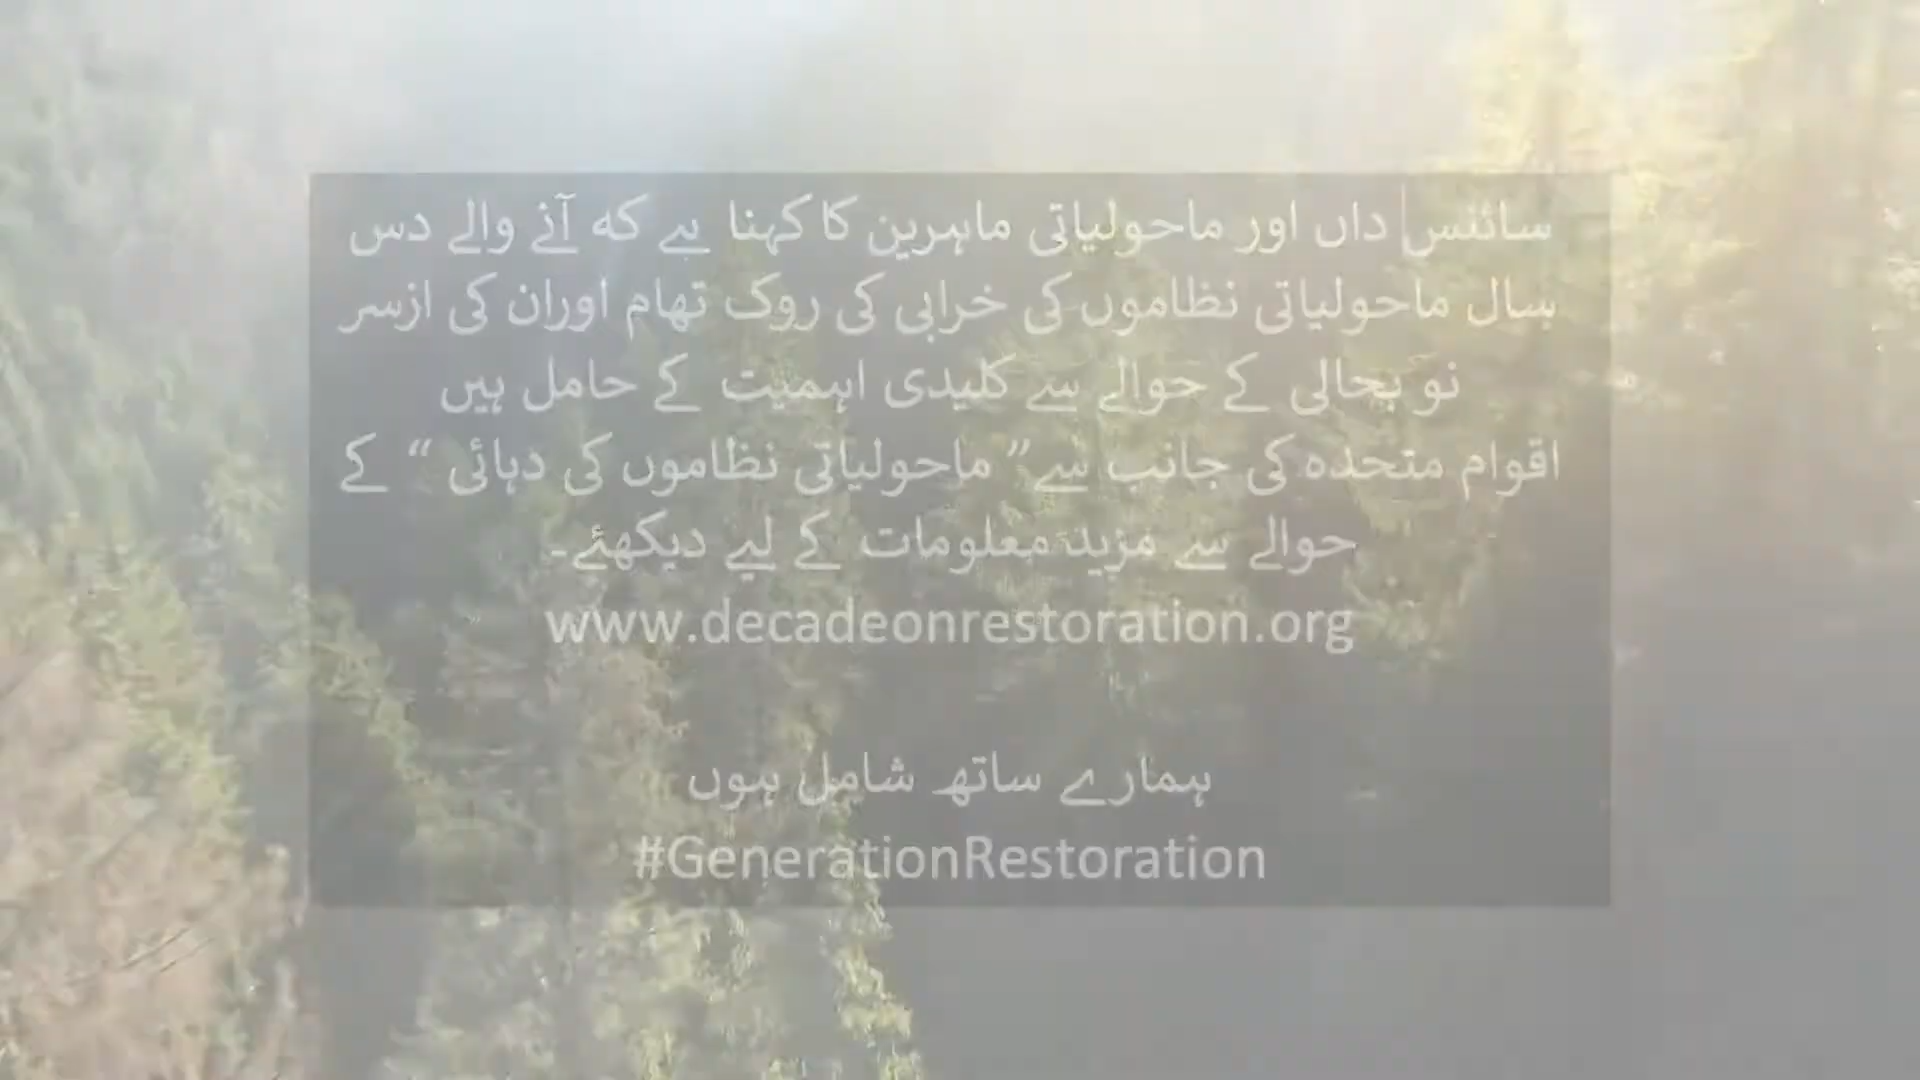 سائنس داں اور ماحولیاتی ماہرین کا کہنا ہے کہ آنے والے دس
سال ماحولیاتی نظاموں کی خرابی کی روک تھام اوران کی ازسر
نو بحالی کے حوالے سے کلیدی اہمیت کے حامل ہیں
اقوام متحدہ کی جانب سے” ماحولیاتی نظاموں کی دہائی “ کے
حوالے سے مزید معلومات کے لیے دیکھئے۔
www.decadeonrestoration.org
ہمارے ساتھ شامل ہوں
#GenerationRestoration